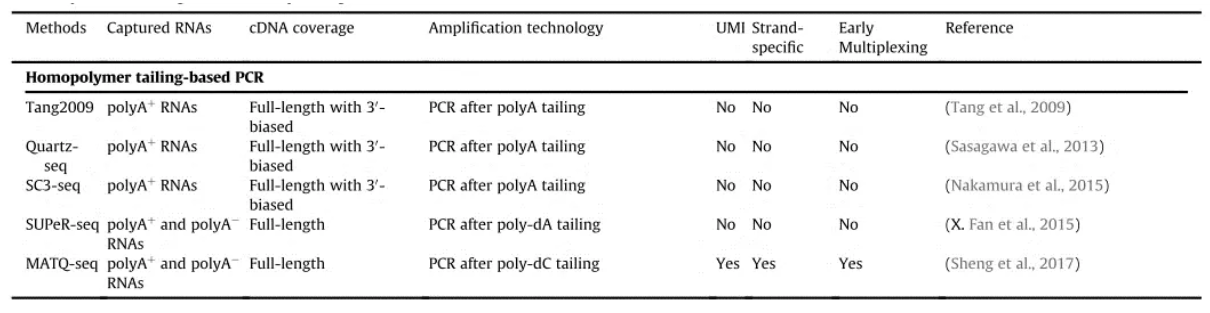 Methods Captured RNAs cDNA coverage Amplification technology UMI Strand- Early Reference
specific Multiplexing
Homopolymer tailing-based PCR
Tang2009 polyA⁺ RNAs Full-length with 3′- PCR after polyA tailing No No No (Tang et al., 2009)
biased
Quartz- polyA⁺ RNAs Full-length with 3′- PCR after polyA tailing No No No (Sasagawa et al., 2013)
seq biased
SC3-seq polyA⁺ RNAs Full-length with 3′- PCR after polyA tailing No No No (Nakamura et al., 2015)
biased
SUPeR-seq polyA⁺ and polyA⁻ Full-length PCR after poly-dA tailing No No No (X. Fan et al., 2015)
RNAs
MATQ-seq polyA⁺ and polyA⁻ Full-length PCR after poly-dC tailing Yes Yes Yes (Sheng et al., 2017)
RNAs